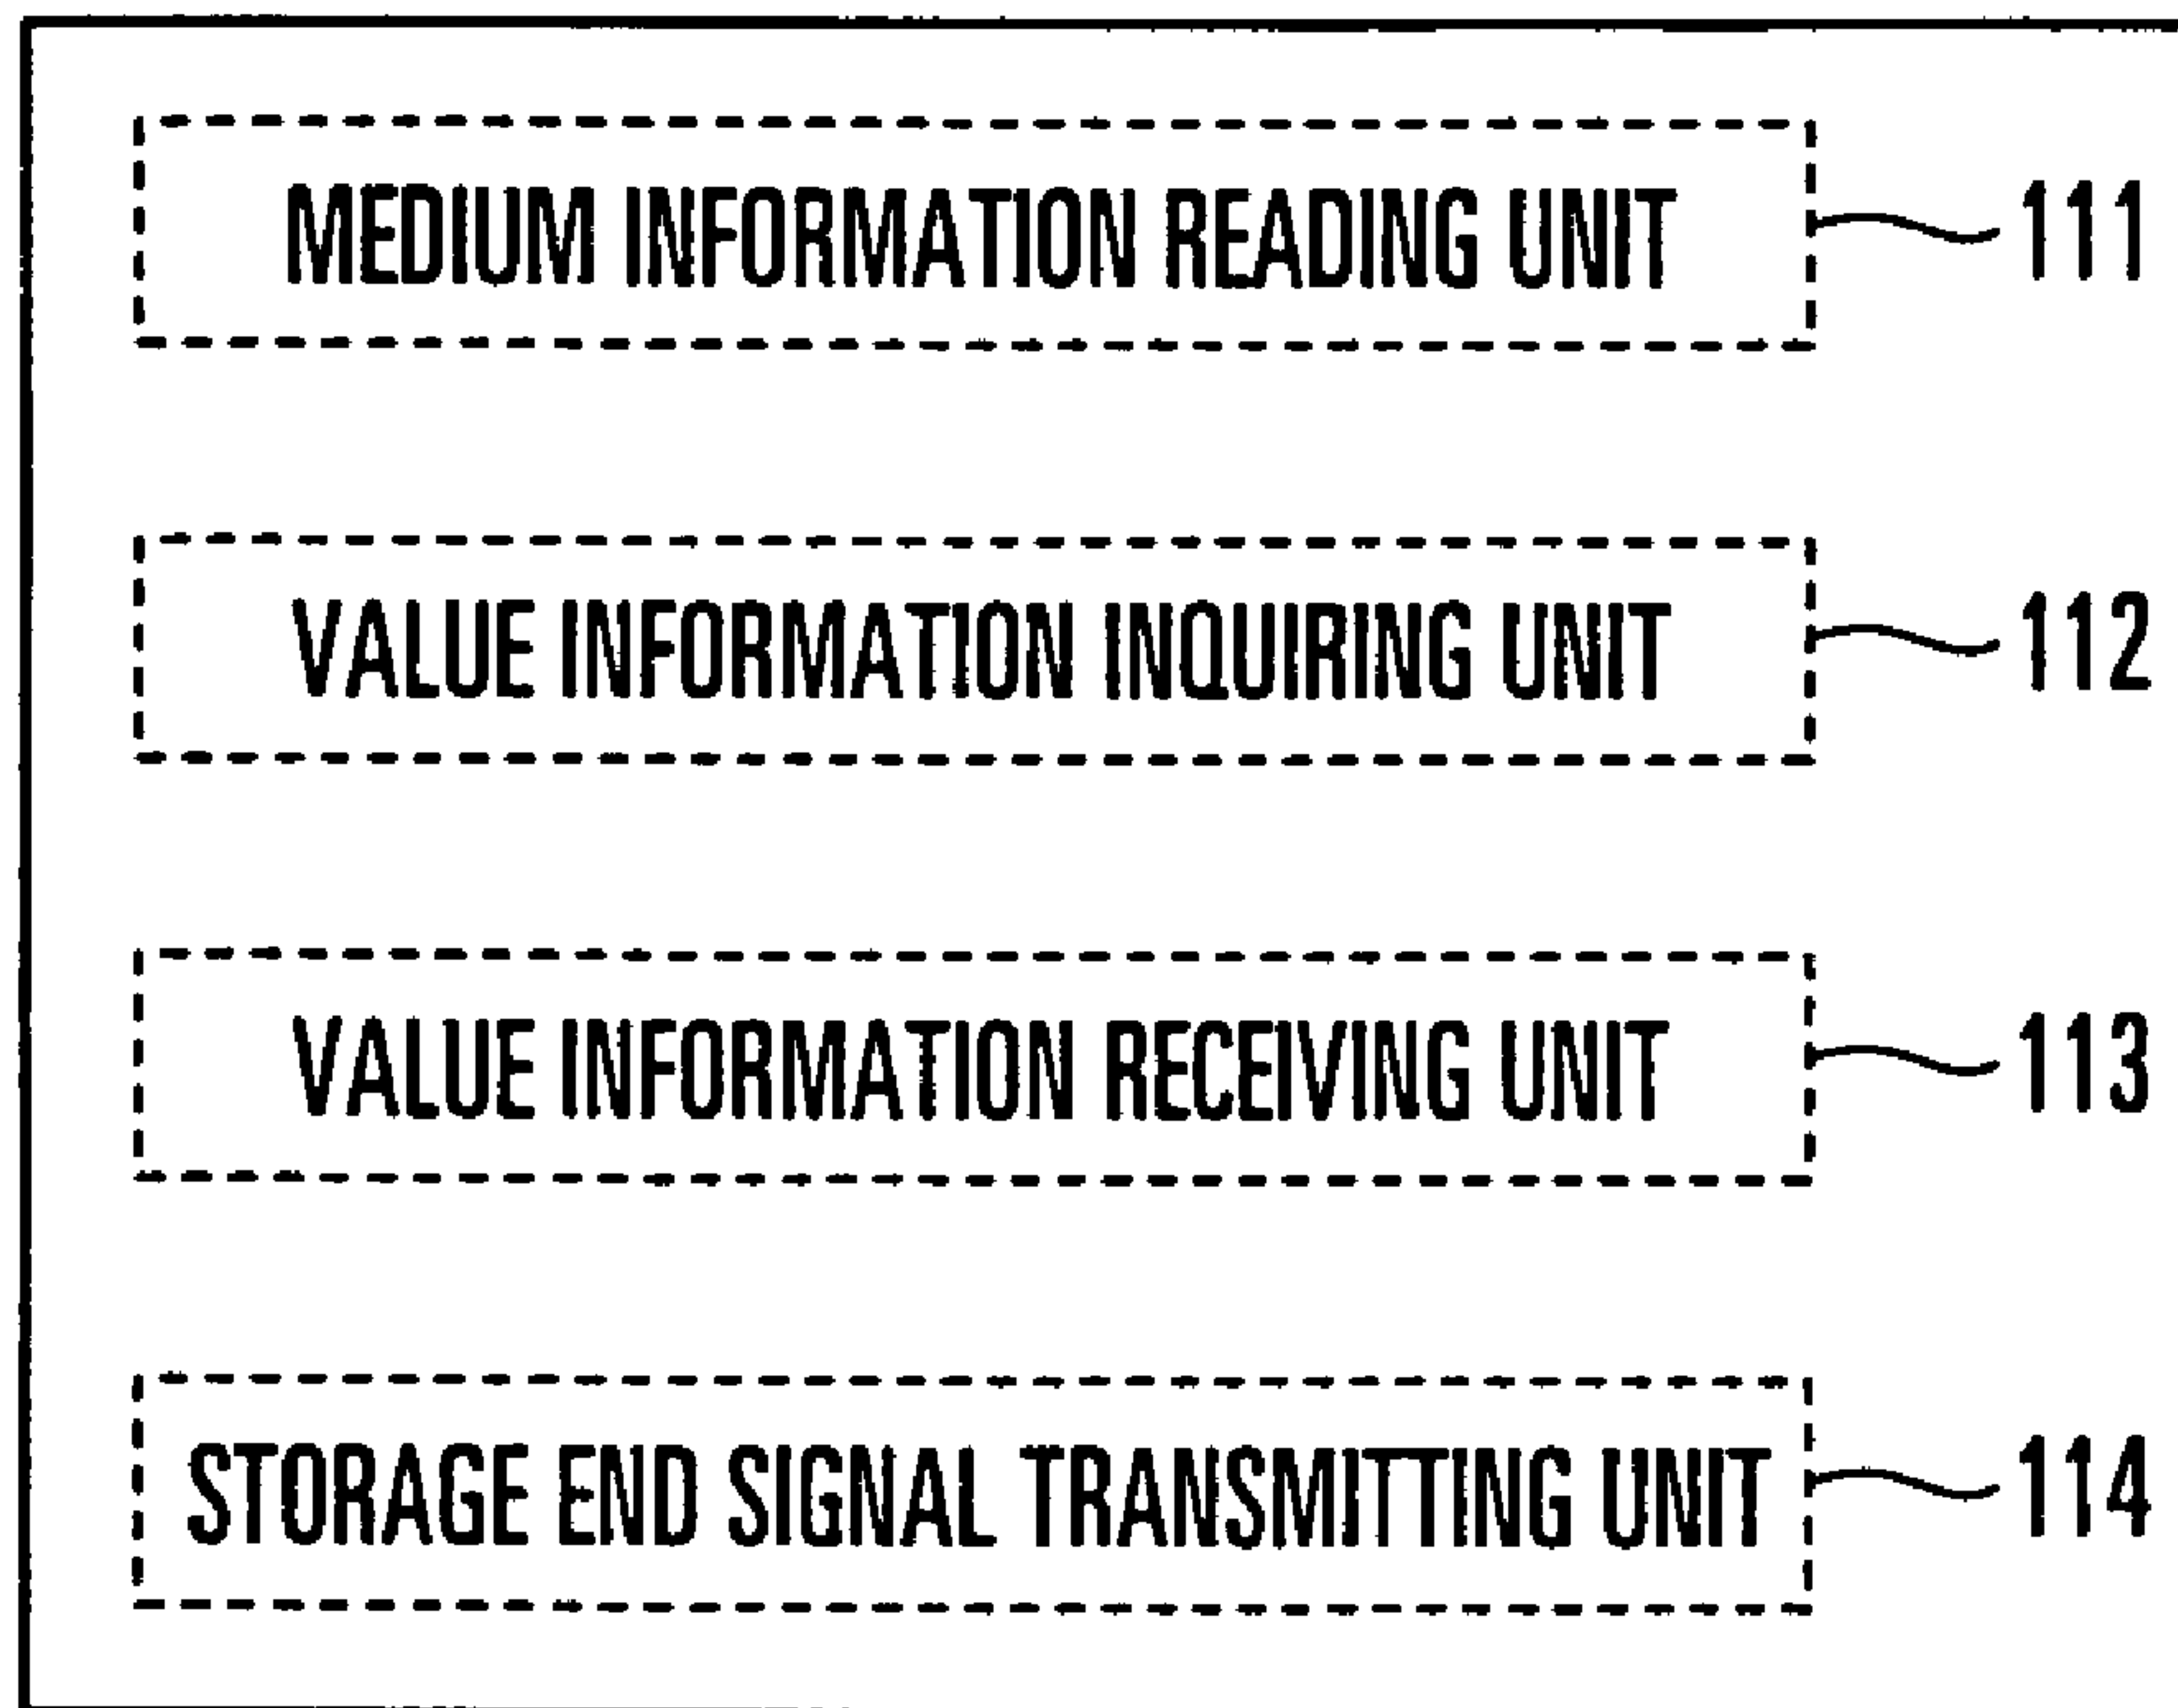 MEDIUM INFORMATION READING UNIT 111
VALUE INFORMATION INQUIRING UNIT 112
VALUE INFORMATION RECEIVING UNIT 113
STORAGE END SIGNAL TRANSMITTING UNIT 114